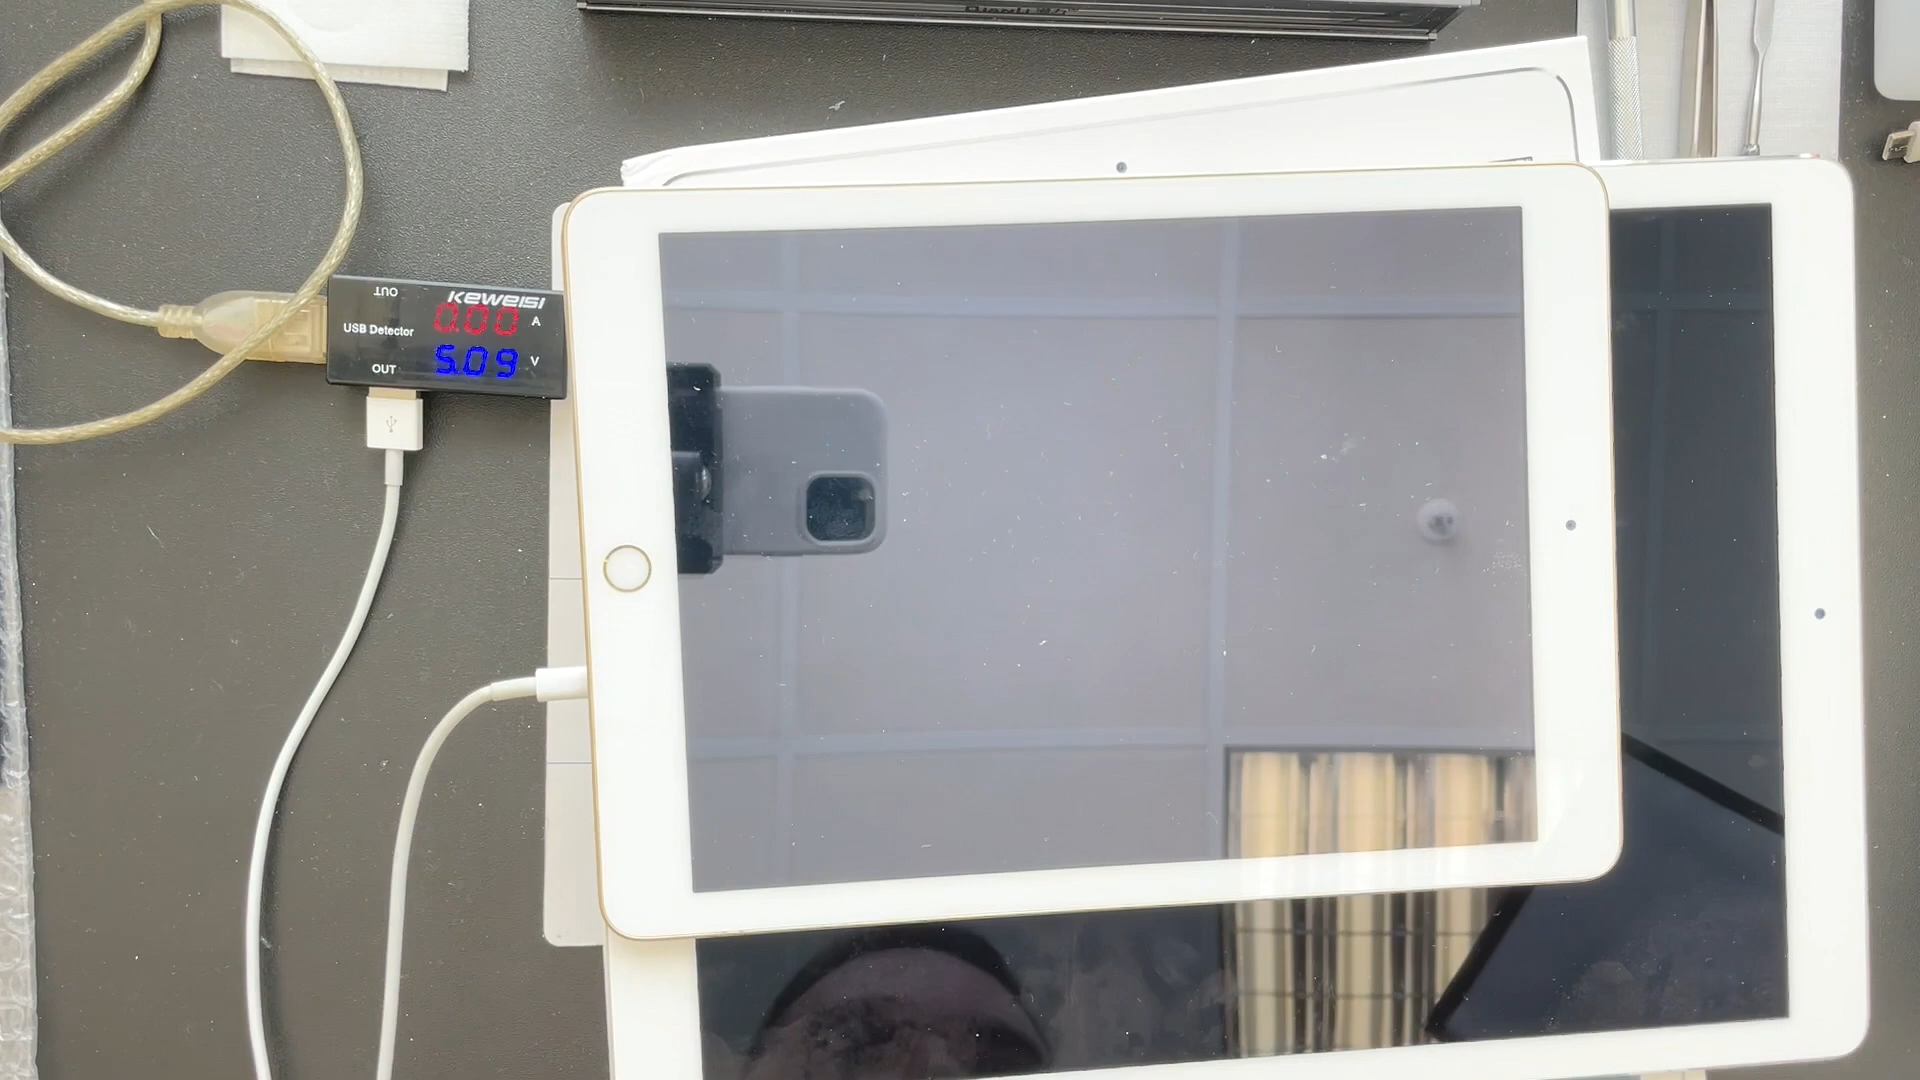 OUT
KEWEISI
0.00 A
USB Detector
5.09 V
OUT